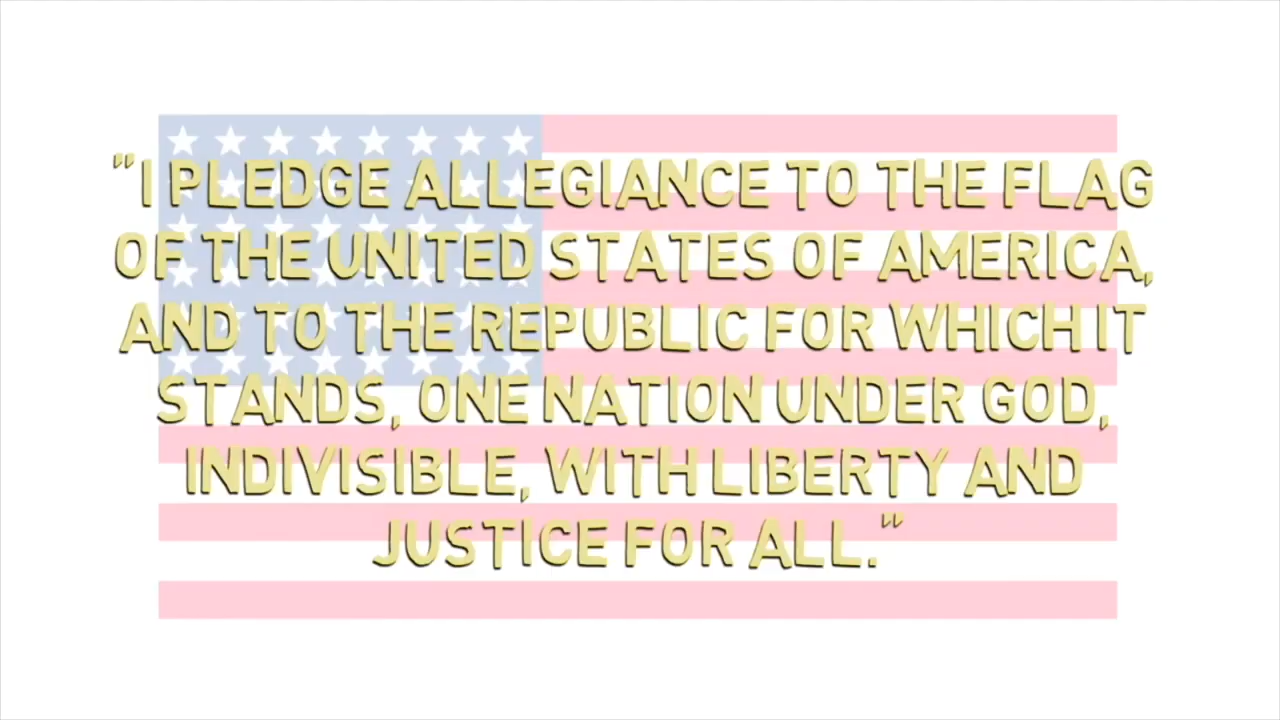 "I PLEDGE ALLEGIANCE TO THE FLAG
OF THE UNITED STATES OF AMERICA,
AND TO THE REPUBLIC FOR WHICH IT
STANDS, ONE NATION UNDER GOD,
INDIVISIBLE, WITH LIBERTY AND
JUSTICE FOR ALL."